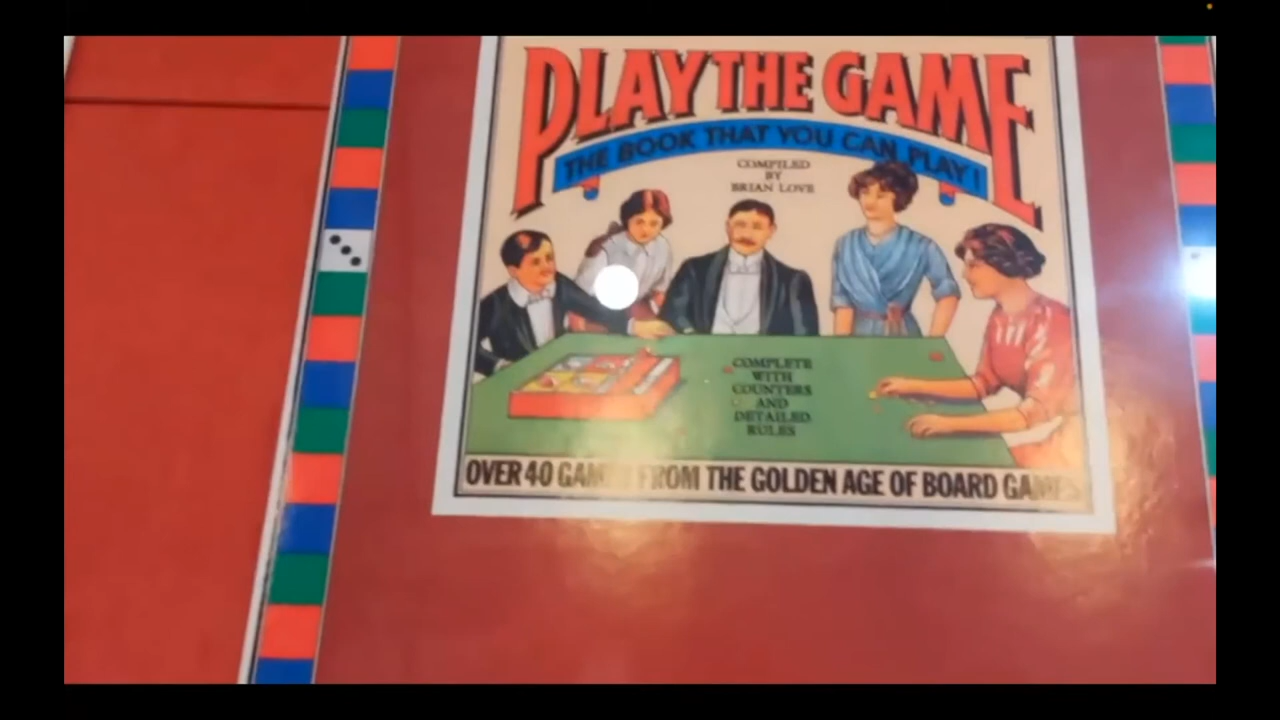 PLAY THE GAME
THE BOOK THAT YOU CAN PLAY!
COMPILED
BY
BRIAN LOVE
COMPLETE
WITH
COUNTERS
AND
DETAILED
RULES
OVER 40 GAMES FROM THE GOLDEN AGE OF BOARD GAMES